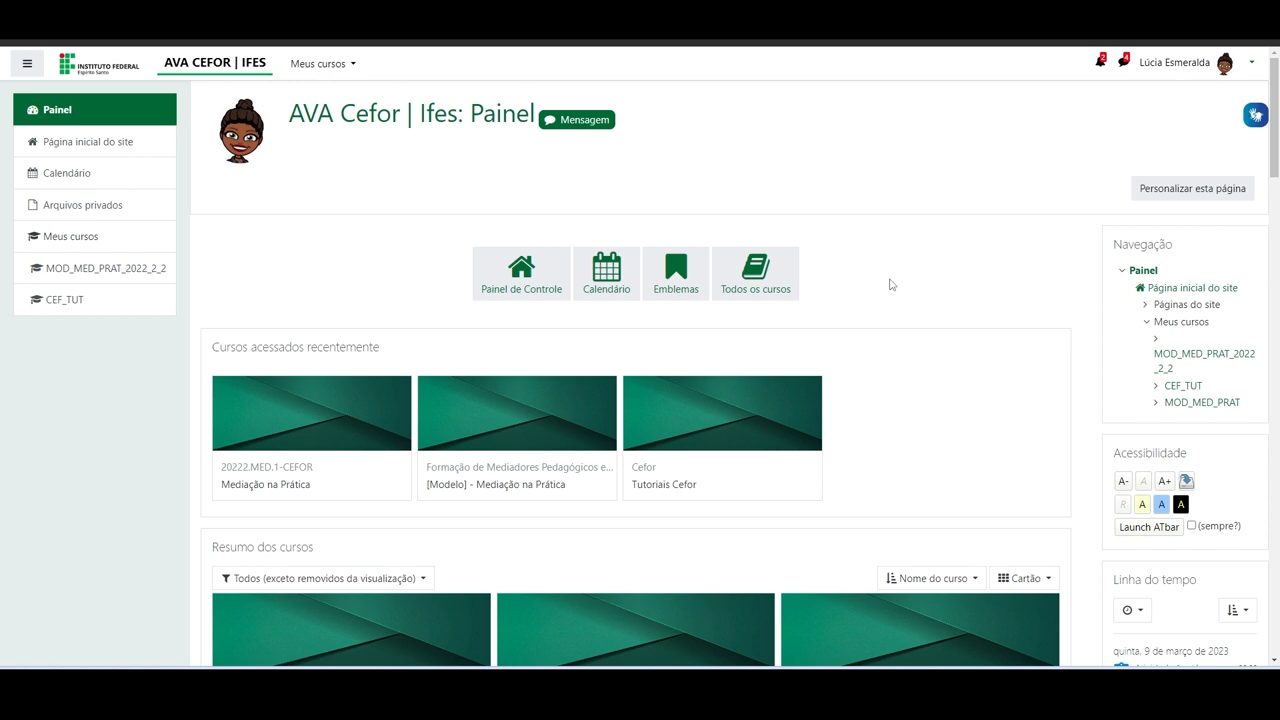 INSTITUTO FEDERAL
Espírito Santo
AVA CEFOR | IFES
Meus cursos
2
4
Lúcia Esmeralda
Painel
Página inicial do site
Calendário
Arquivos privados
Meus cursos
MOD_MED_PRAT_2022_2_2
CEF_TUT
AVA Cefor | Ifes: Painel
Mensagem
Personalizar esta página
Painel de Controle
Calendário
Emblemas
Todos os cursos
Cursos acessados recentemente
20222.MED.1-CEFOR
Mediação na Prática
Formação de Mediadores Pedagógicos e...
[Modelo] - Mediação na Prática
Cefor
Tutoriais Cefor
Resumo dos cursos
Todos (exceto removidos da visualização)
Nome do curso
Cartão
Navegação
Painel
Página inicial do site
Páginas do site
Meus cursos
MOD_MED_PRAT_2022
_2_2
CEF_TUT
MOD_MED_PRAT
Acessibilidade
A- A A+
R A A A
Launch ATbar (sempre?)
Linha do tempo
quinta, 9 de março de 2023